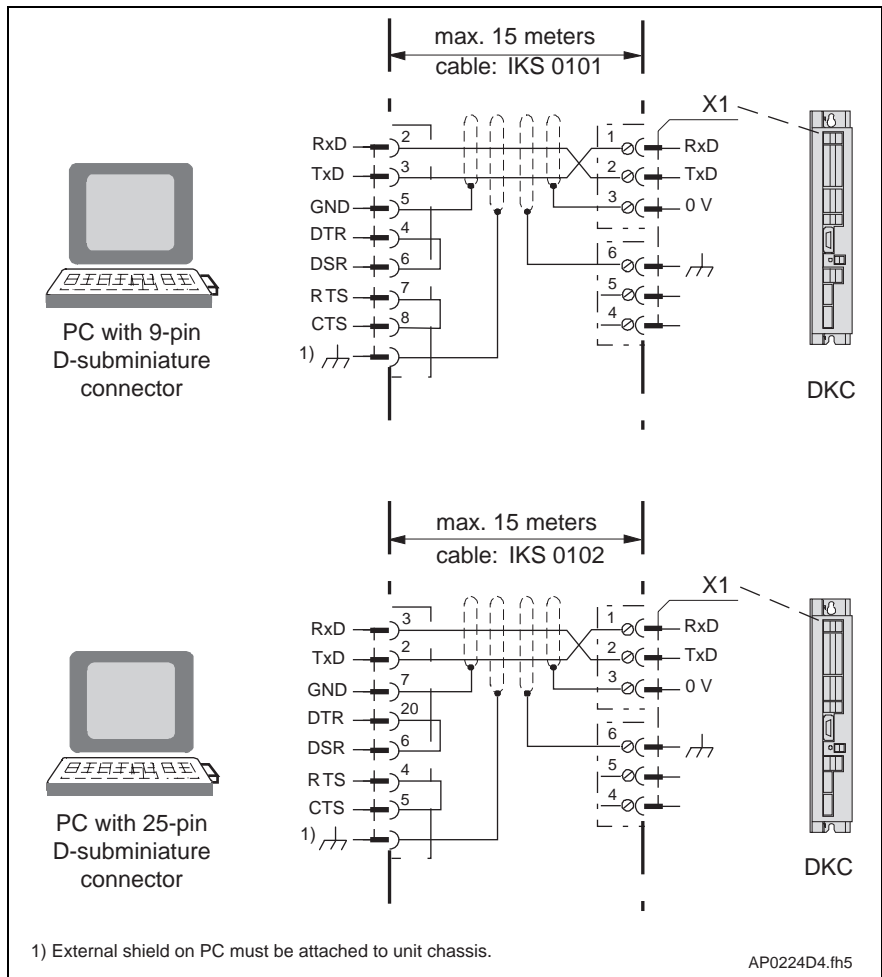 max. 15 meters
cable: IKS 0101
X1
RxD 2 1 RxD
TxD 3 2 TxD
GND 5 3 0 V
DTR 4
DSR 6 6
RTS 7 5
CTS 8 4
1)
PC with 9-pin
D-subminiature
connector
DKC
max. 15 meters
cable: IKS 0102
X1
RxD 3 1 RxD
TxD 2 2 TxD
GND 7 3 0 V
DTR 20
DSR 6 6
RTS 4 5
CTS 5 4
1)
PC with 25-pin
D-subminiature
connector
DKC
1) External shield on PC must be attached to unit chassis.
AP0224D4.fh5